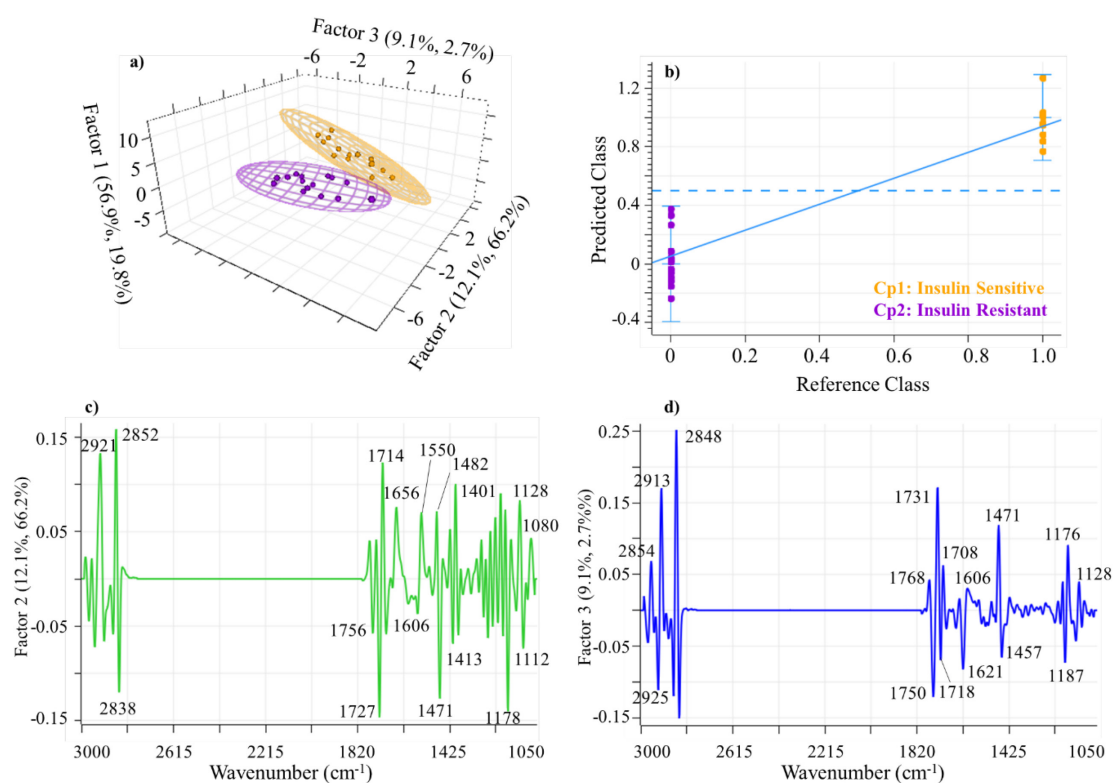 a)
Factor 3 (9.1%, 2.7%)
-6 -2 2 6
Factor 1 (56.9%, 19.8%)
10
5
0
-5
2
-2
-6
Factor 2 (12.1%, 66.2%)
b)
Predicted Class
1.2
0.8
0.4
0
-0.4
Cp1: Insulin Sensitive
Cp2: Insulin Resistant
0 0.2 0.4 0.6 0.8 1.0
Reference Class
c)
Factor 2 (12.1%, 66.2%)
0.15
0.05
-0.05
-0.15
2921
2852
2838
1714
1656
1550
1482
1401
1128
1080
1756
1606
1413
1112
1727
1471
1178
3000 2615 2215 1820 1425 1050
Wavenumber (cm-1)
d)
Factor 3 (9.1%, 2.7%%)
0.25
0.15
0.05
-0.05
-0.15
2848
2913
2854
2925
1731
1708
1768
1606
1471
1176
1128
1750
1718
1621
1457
1187
3000 2615 2215 1820 1425 1050
Wavenumber (cm-1)